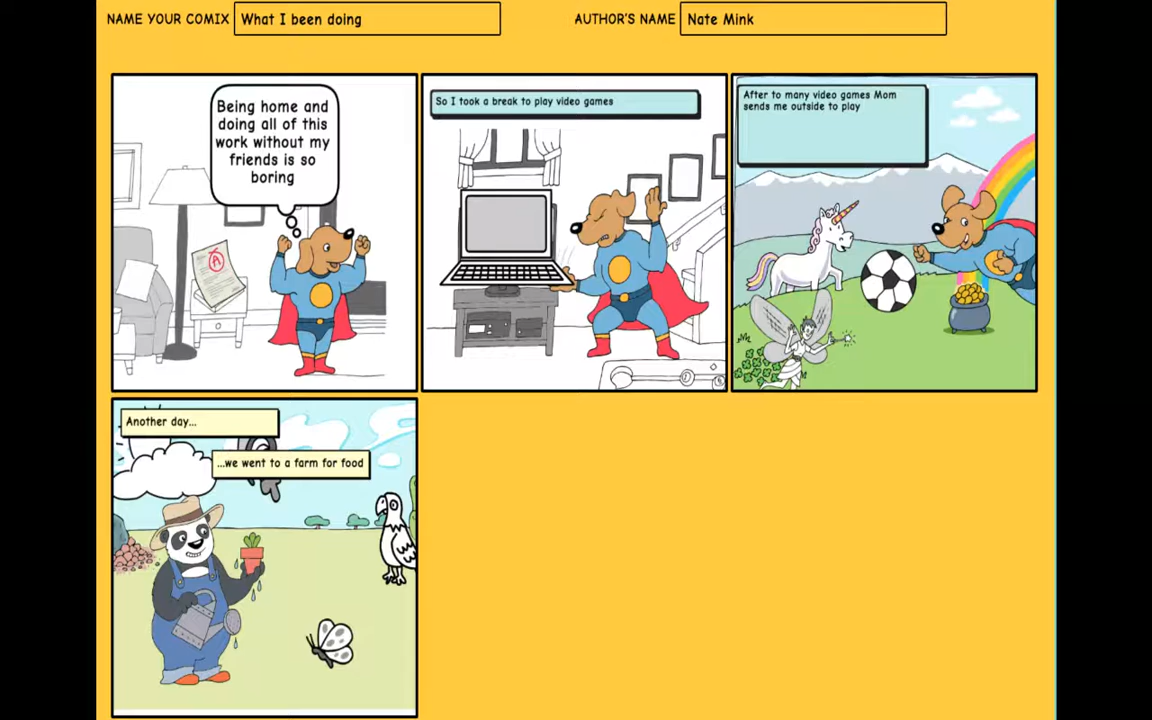 NAME YOUR COMIX What I been doing AUTHOR'S NAME Nate Mink
Being home and
doing all of this
work without my
friends is so
boring
A
So I took a break to play video games
After to many video games Mom
sends me outside to play
Another day...
...we went to a farm for food